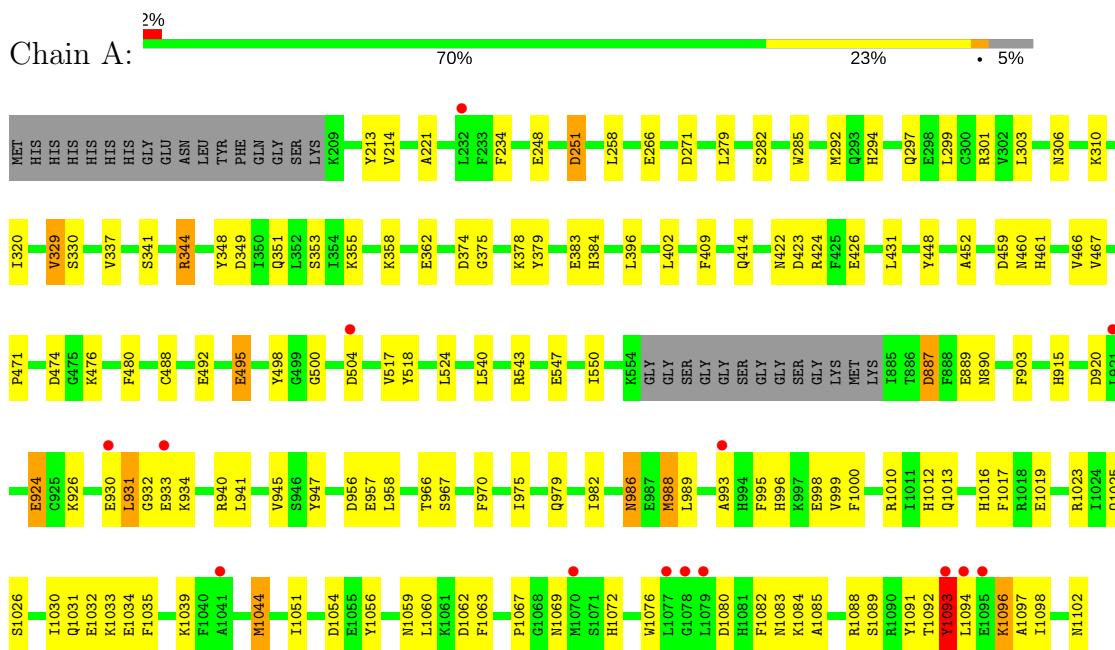 2%
Chain A:
70% 23% • 5%
MET HIS HIS HIS HIS HIS HIS GLY GLU ASN LEU TYR PHE GLN GLY SER LYS K209 Y213 V214 A221 L232 F233 F234 E248 D251 L258 E266 D271 L279 S282 W285 M292 Q293 H294 Q297 E298 L299 C300 R301 V302 L303 N306 K310
I320 V329 S330 V337 S341 R344 Y348 D349 I350 Q351 L352 S353 I354 K355 K358 E362 D374 G375 K378 Y379 E383 H384 L396 L402 F409 Q414 N422 D423 R424 F425 E426 L431 Y448 A452 D459 N460 H461 V466 V467
P471 D474 G475 K476 F480 C488 E492 E495 Y498 G499 G500 D504 V517 Y518 L524 L540 R543 E547 I550 K554 GLY GLY SER GLY GLY SER GLY GLY SER GLY LYS MET LYS I885 T886 D887 F888 E889 N890 F903 H915 D920 L921
E924 C925 K926 E930 L931 G932 E933 K934 R940 L941 V945 S946 Y947 D956 E957 L958 T966 S967 F970 I975 Q979 I982 N986 E987 M988 L989 A993 H994 F995 H996 K997 E998 V999 F1000 R1010 I1011 H1012 Q1013 H1016 F1017 R1018 E1019 R1023 I1024
S1026 I1030 Q1031 E1032 K1033 E1034 F1035 K1039 F1040 A1041 M1044 I1051 D1054 E1055 Y1056 N1059 L1060 K1061 D1062 F1063 P1067 G1068 N1069 M1070 S1071 H1072 W1076 L1077 G1078 L1079 D1080 H1081 F1082 N1083 K1084 A1085 R1088 S1089 R1090 Y1091 T1092 Y1093 L1094 E1095 K1096 A1097 I1098 N1102